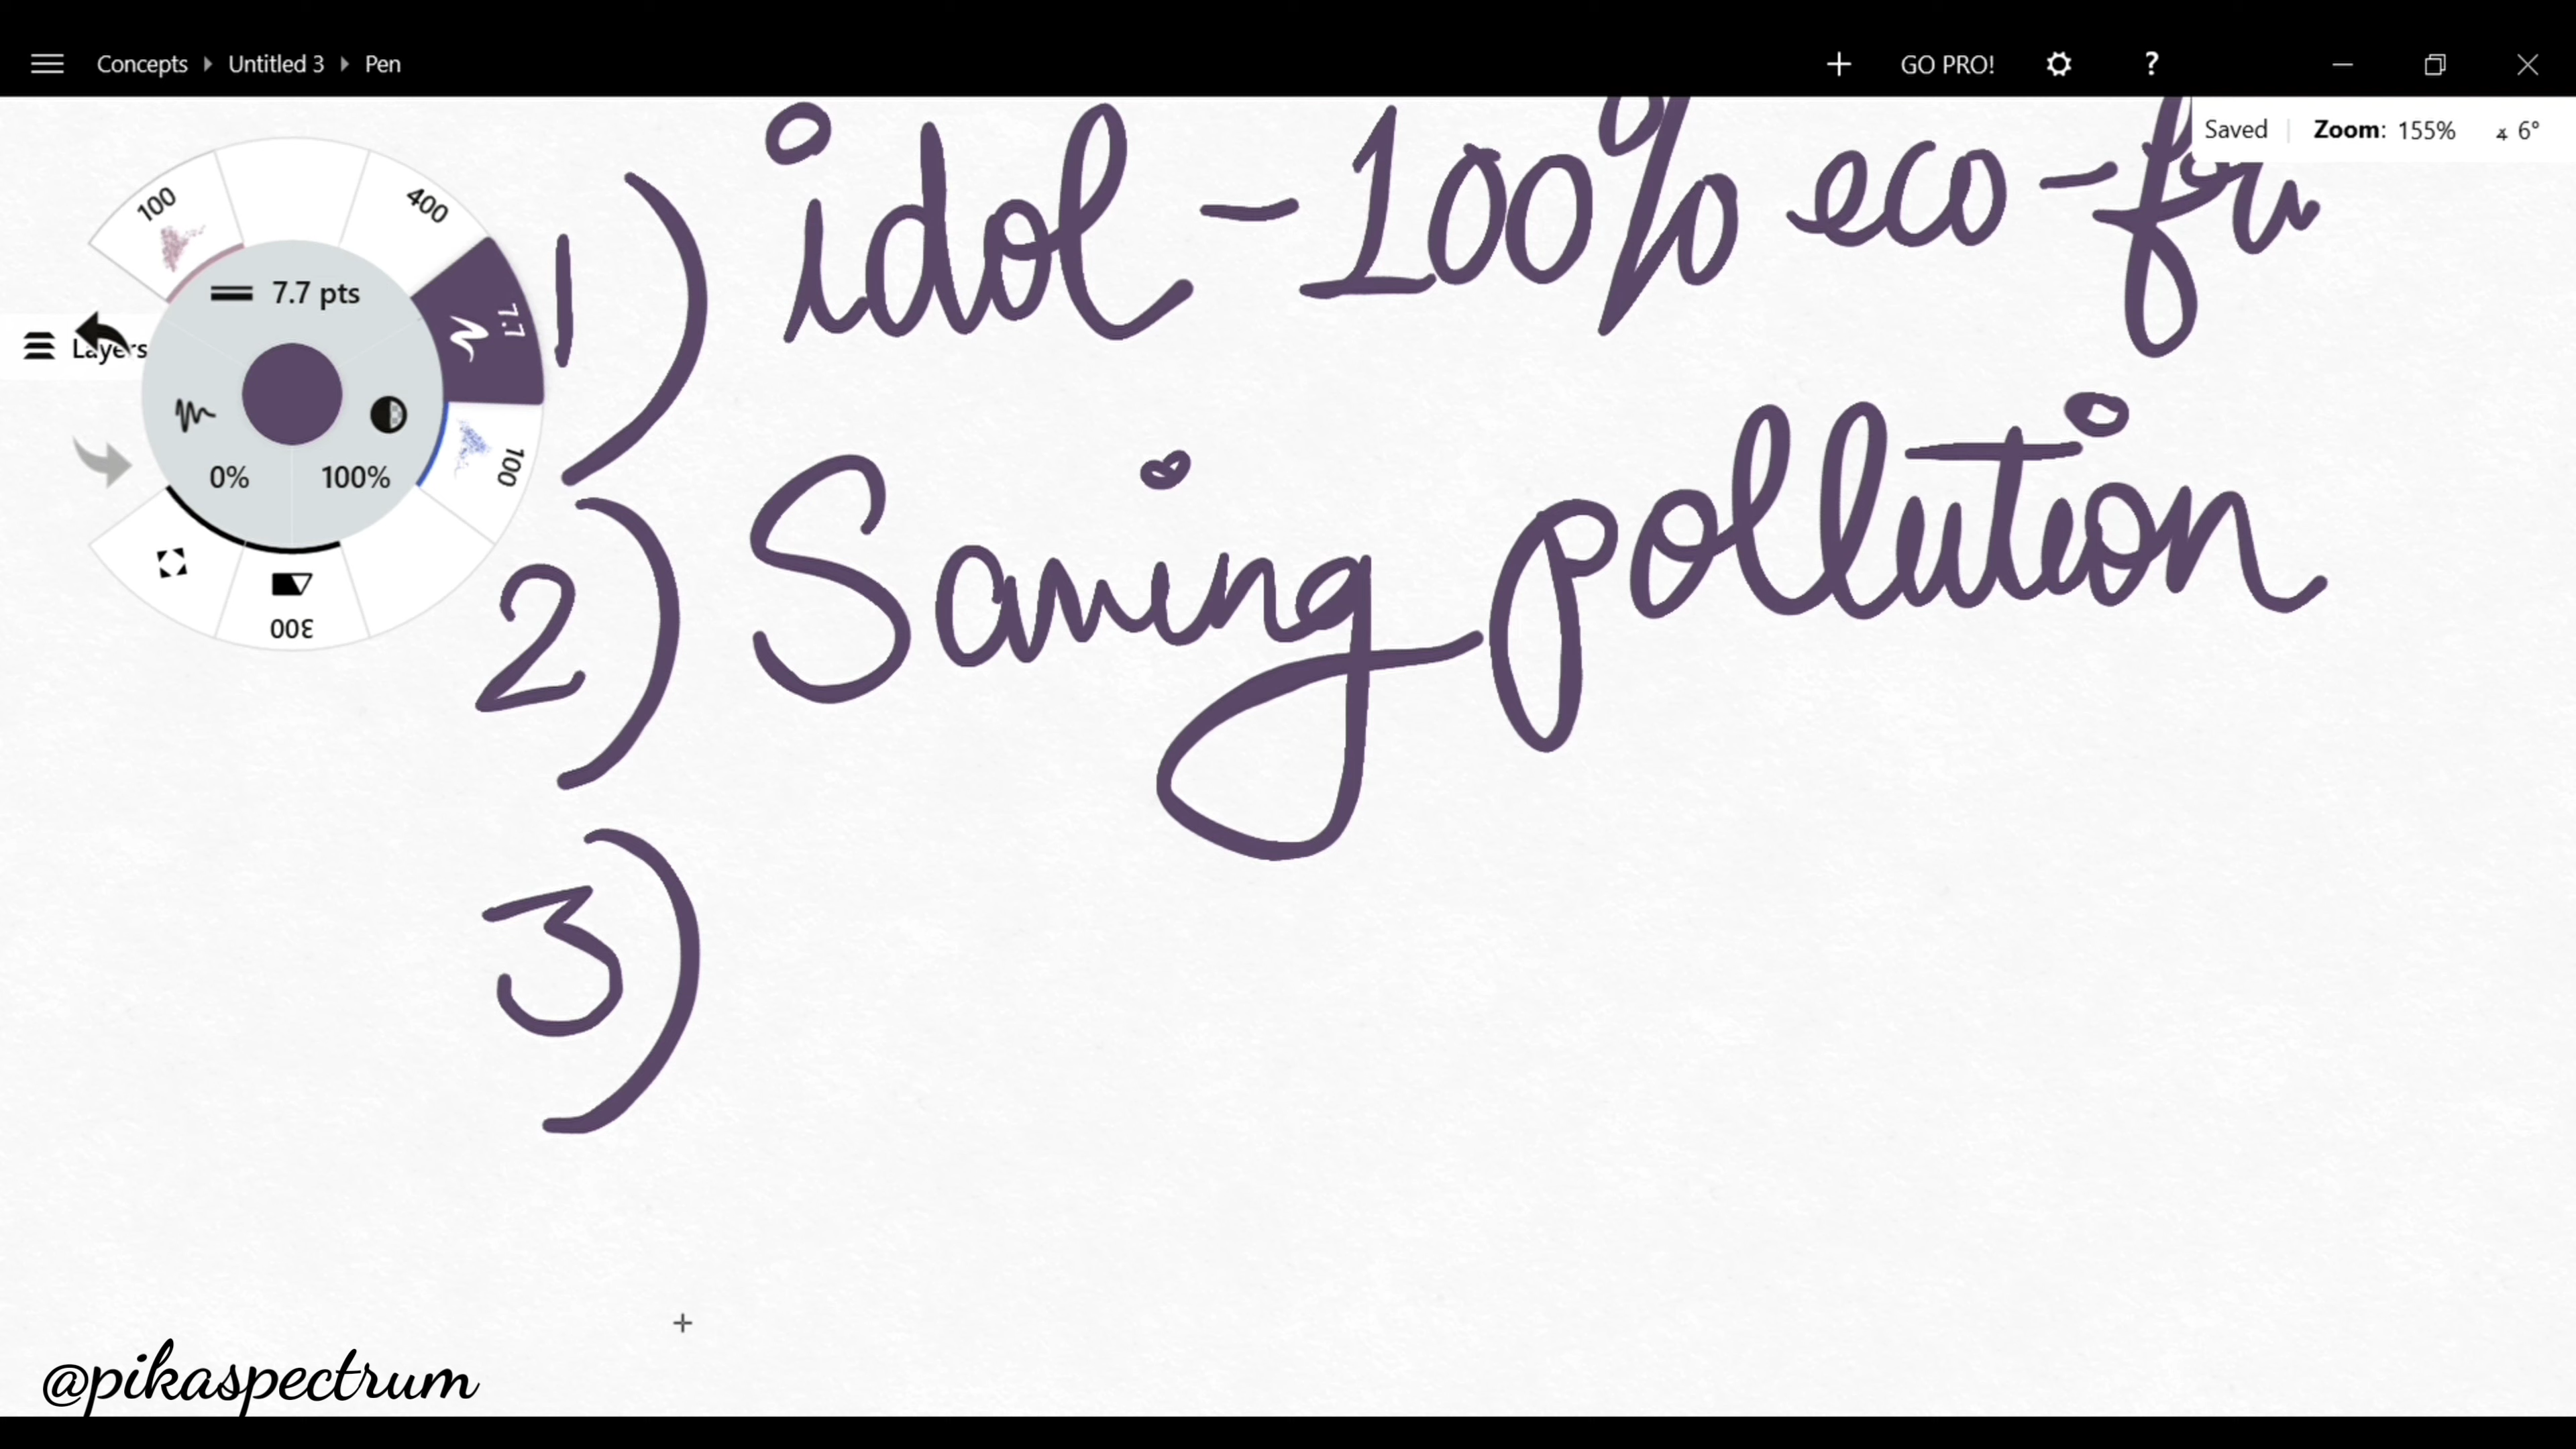 Concepts Untitled 3 Pen + GO PRO! ?
Saved Zoom: 155% 6°
100 400
7.7 pts 7.7
Layers
0% 100% 100
300
1) idol - 100% eco-fri
2) Saving pollution
3)
@pikaspectrum